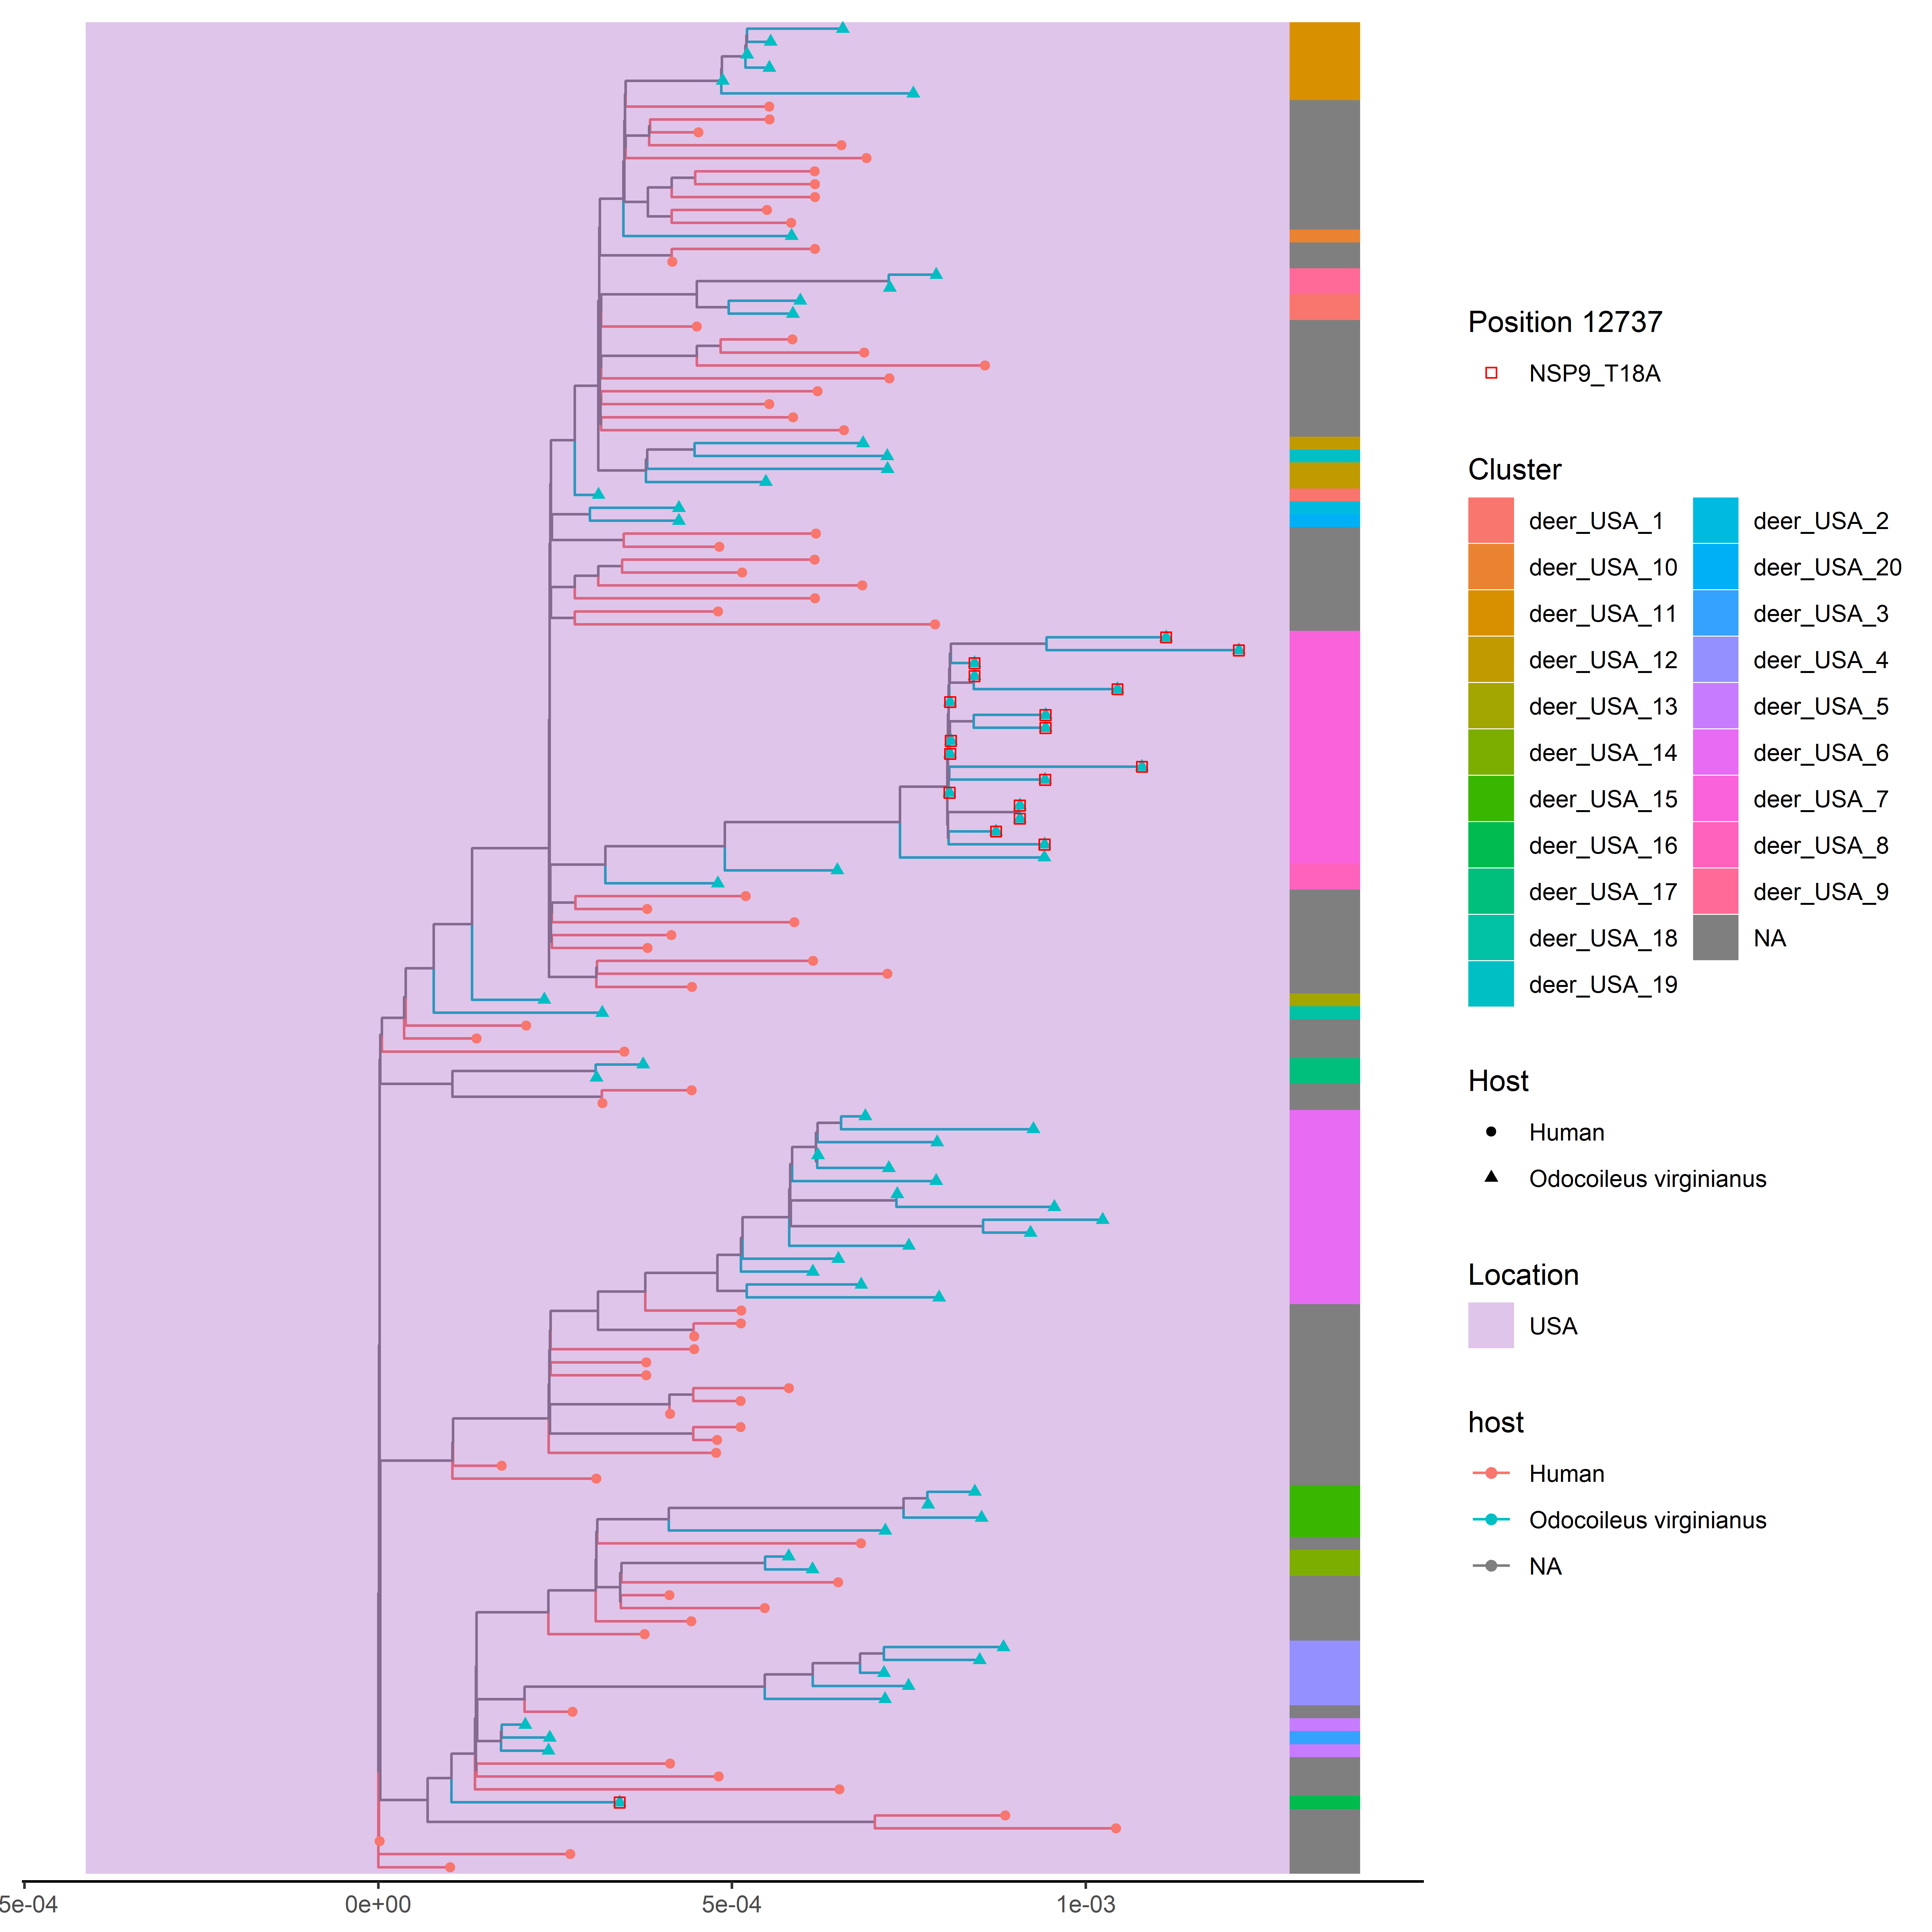 Position 12737
NSP9_T18A
Cluster
deer_USA_1
deer_USA_10
deer_USA_11
deer_USA_12
deer_USA_13
deer_USA_14
deer_USA_15
deer_USA_16
deer_USA_17
deer_USA_18
deer_USA_19
deer_USA_2
deer_USA_20
deer_USA_3
deer_USA_4
deer_USA_5
deer_USA_6
deer_USA_7
deer_USA_8
deer_USA_9
NA
Host
Human
Odocoileus virginianus
Location
USA
host
Human
Odocoileus virginianus
NA
5e-04 0e+00 5e-04 1e-03